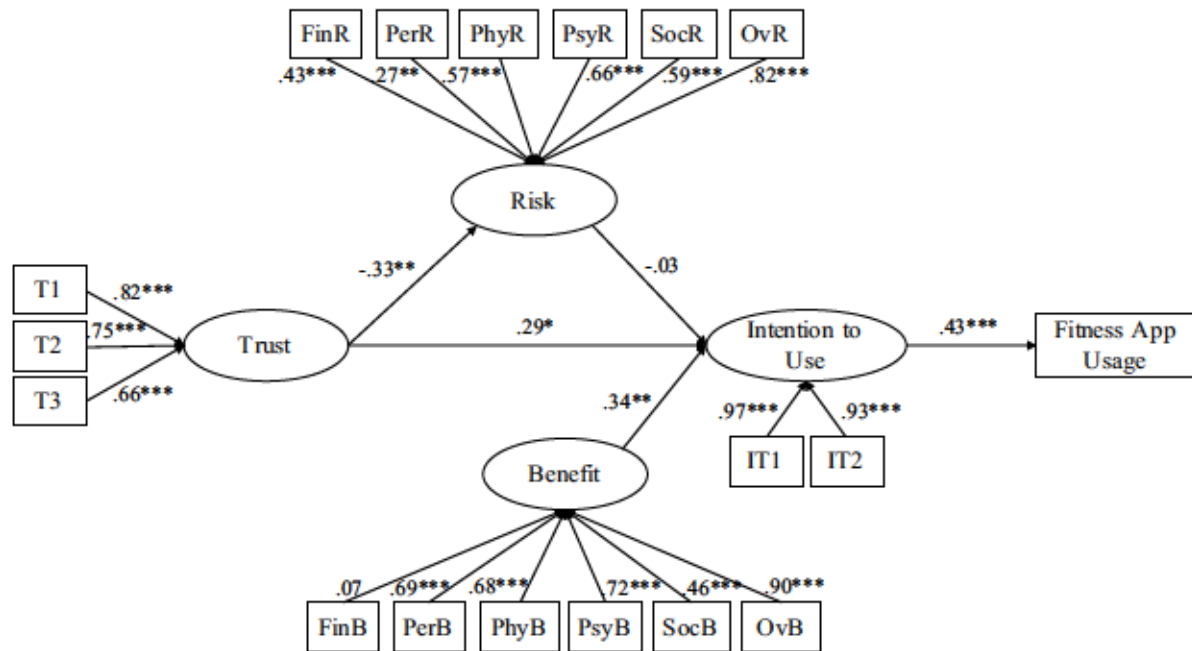 FinR PerR PhyR PsyR SocR OvR
.43*** .27** .57*** .66*** .59*** .82***
Risk
-.33** -.03
T1 .82***
T2 .75***
T3 .66***
Trust
.29*
Intention to
Use
.43***
Fitness App
Usage
.34**
.97*** .93***
IT1 IT2
Benefit
.07 .69*** .68*** .72*** .46*** .90***
FinB PerB PhyB PsyB SocB OvB